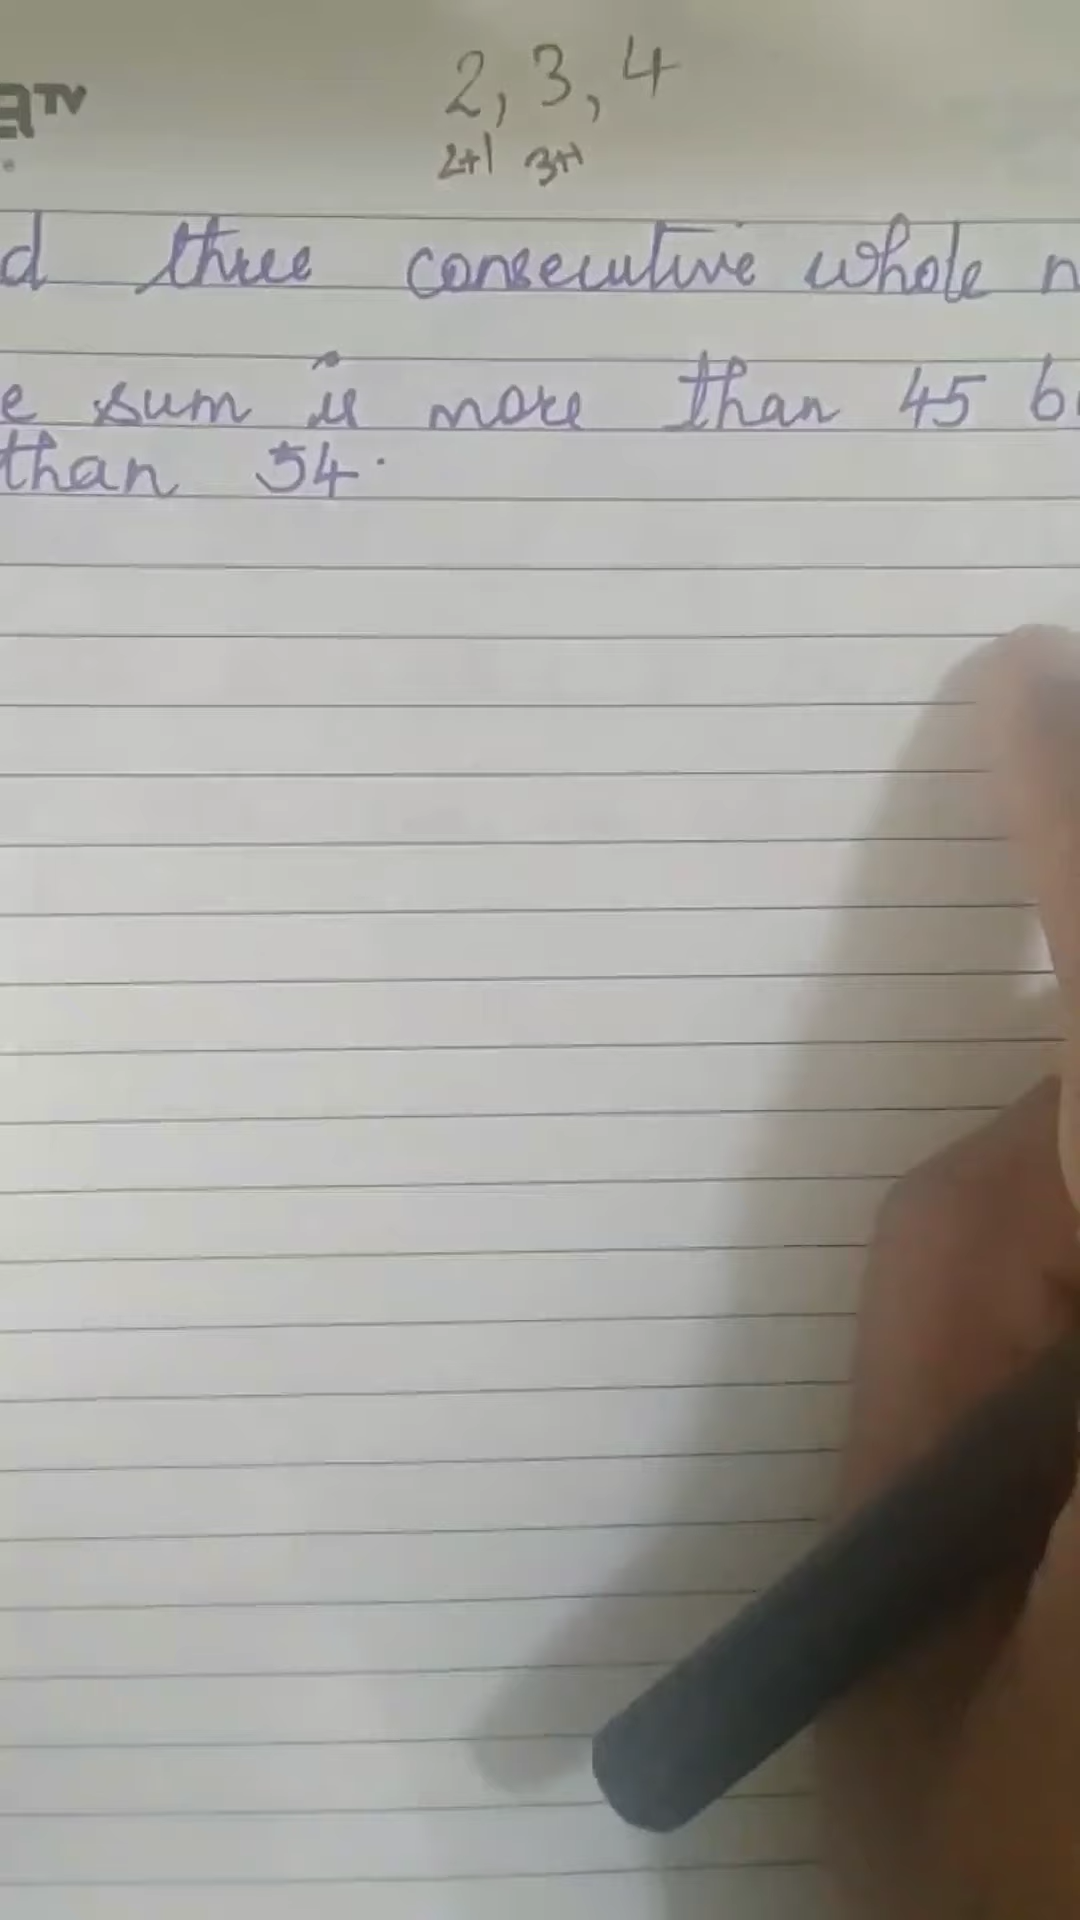 TV
2, 3, 4
2+1 3+1
d three consecutive whole n
e sum is more than 45 b
than 54.